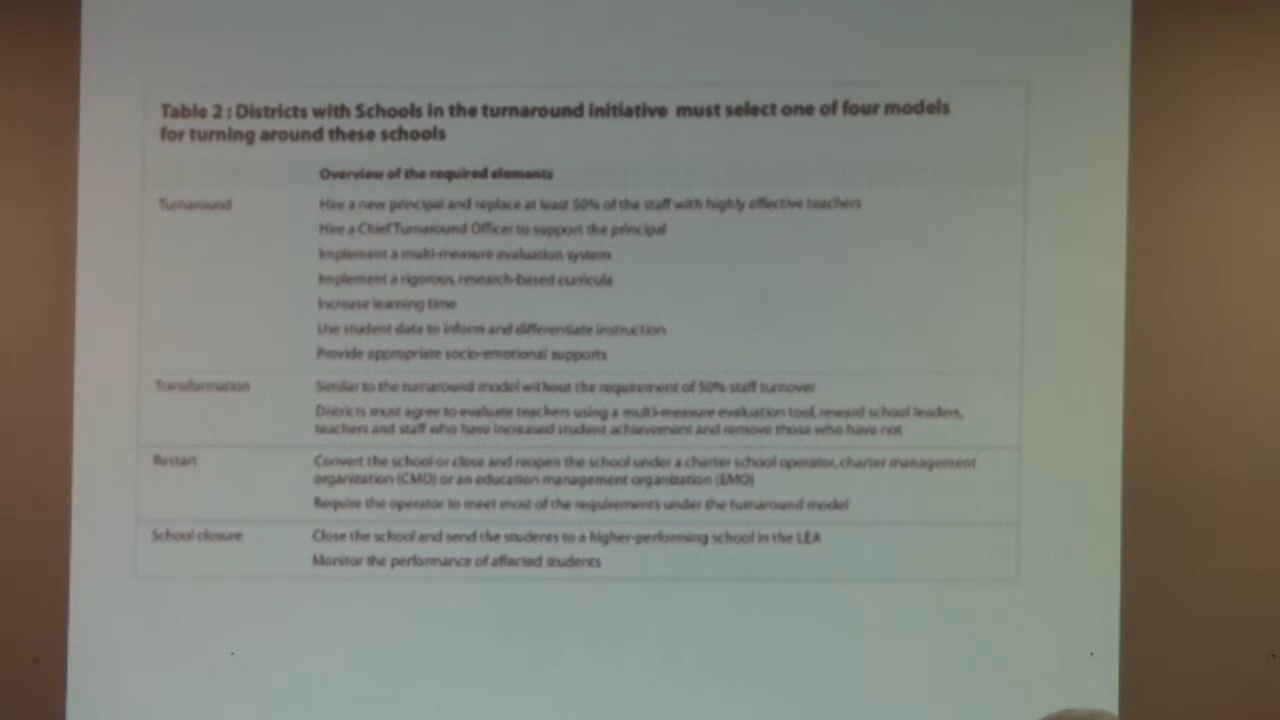 Table 2 : Districts with Schools in the turnaround initiative must select one of four models
for turning around these schools
Overview of the required elements
Turnaround Hire a new principal and replace at least 50% of the staff with highly effective teachers
Hire a Chief Turnaround Officer to support the principal
Implement a multi-measure evaluation system
Implement a rigorous, research-based curricula
Increase learning time
Use student data to inform and differentiate instruction
Provide appropriate socio-emotional supports
Transformation Similar to the turnaround model without the requirement of 50% staff turnover
Districts must agree to evaluate teachers using a multi-measure evaluation tool, reward school leaders,
teachers and staff who have increased student achievement and remove those who have not
Restart Convert the school or close and reopen the school under a charter school operator, charter management
organization (CMO) or an education management organization (EMO)
Require the operator to meet most of the requirements under the turnaround model
School closure Close the school and send the students to a higher-performing school in the LEA
Monitor the performance of affected students